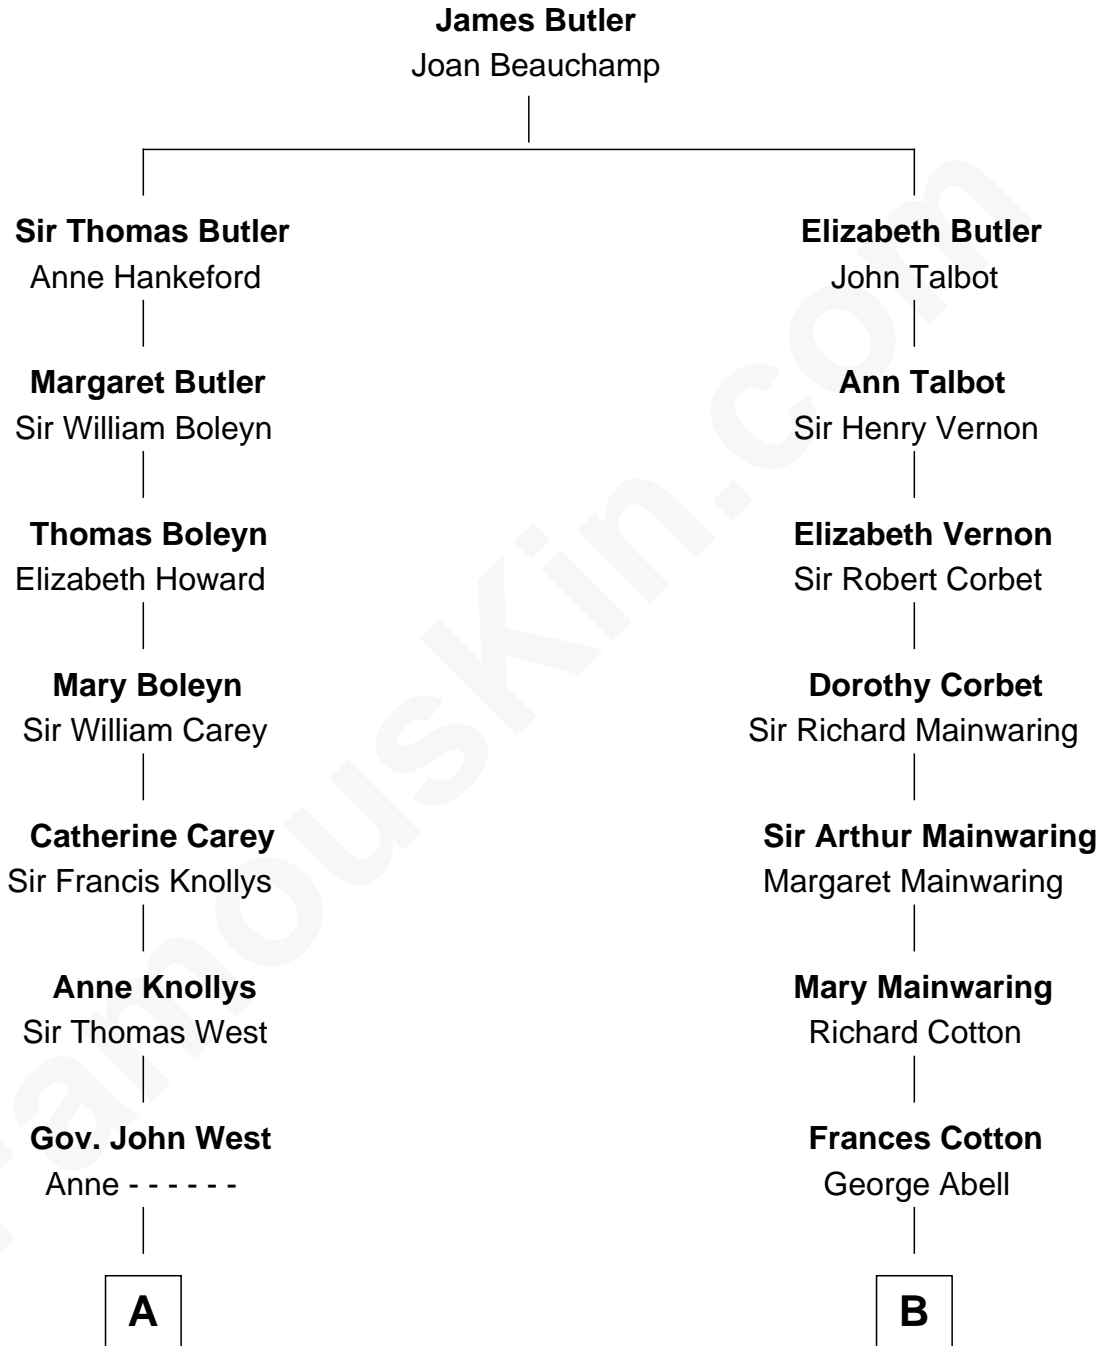 James Butler
Joan Beauchamp
Sir Thomas Butler
Anne Hankeford
Margaret Butler
Sir William Boleyn
Thomas Boleyn
Elizabeth Howard
Mary Boleyn
Sir William Carey
Catherine Carey
Sir Francis Knollys
Anne Knollys
Sir Thomas West
Gov. John West
Anne - - - - - -
A
Elizabeth Butler
John Talbot
Ann Talbot
Sir Henry Vernon
Elizabeth Vernon
Sir Robert Corbet
Dorothy Corbet
Sir Richard Mainwaring
Sir Arthur Mainwaring
Margaret Mainwaring
Mary Mainwaring
Richard Cotton
Frances Cotton
George Abell
B
FamousKin.com